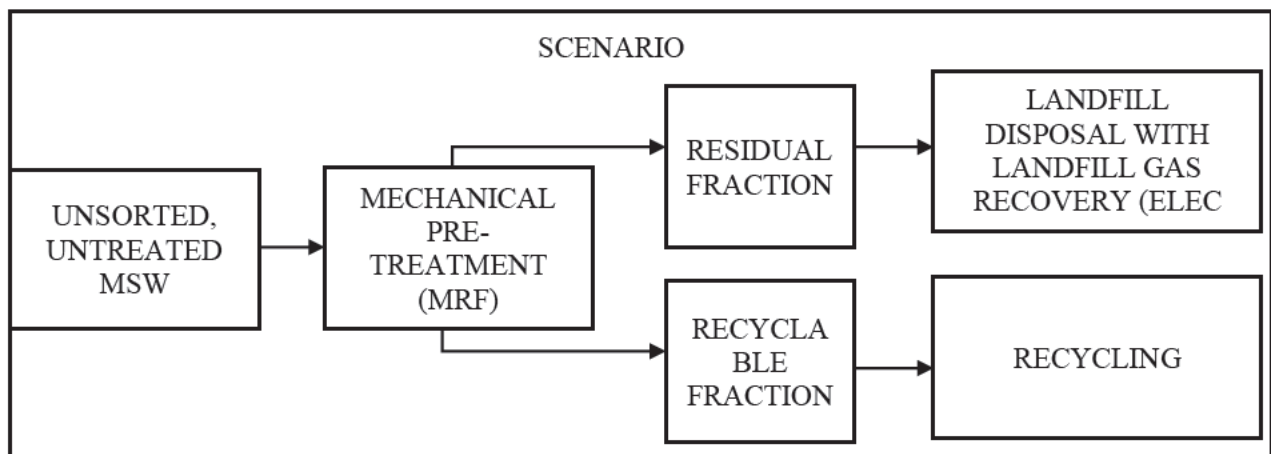 SCENARIO
UNSORTED,
UNTREATED
MSW
MECHANICAL
PRE-
TREATMENT
(MRF)
RESIDUAL
FRACTION
LANDFILL
DISPOSAL WITH
LANDFILL GAS
RECOVERY (ELEC
RECYCLA
BLE
FRACTION
RECYCLING